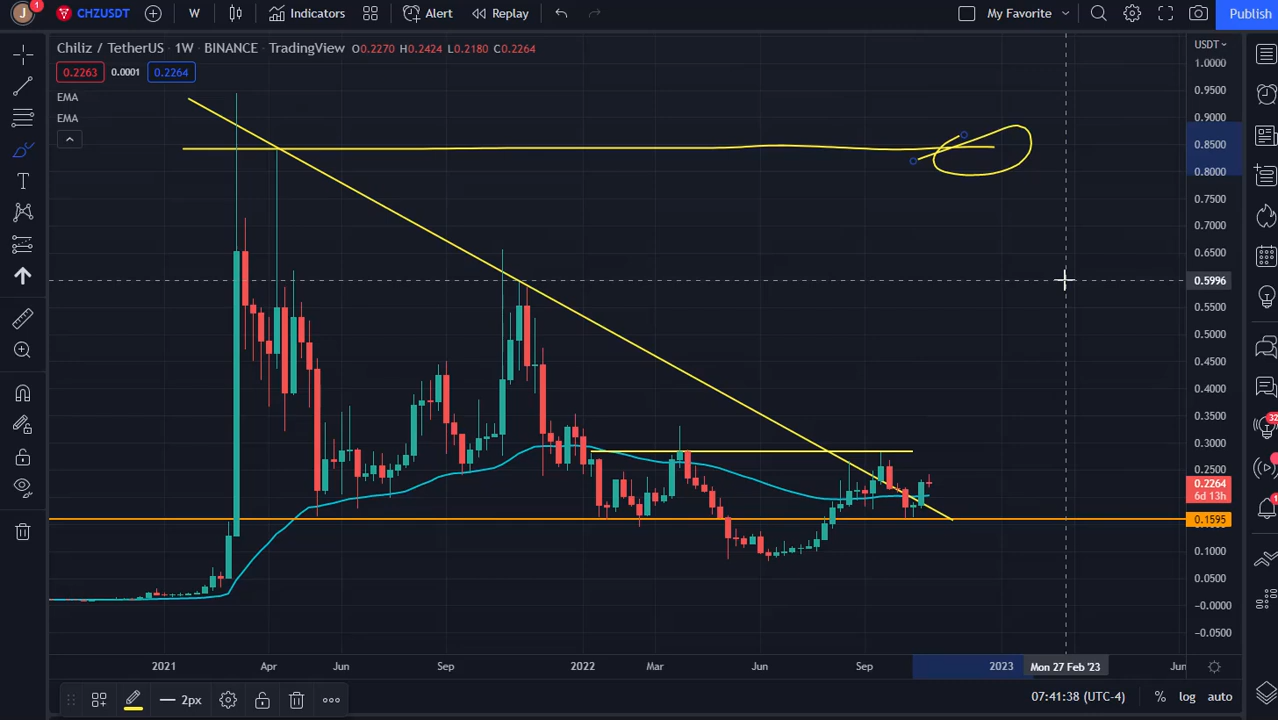 J 1 CHZUSDT W Indicators Alert Replay My Favorite Publish
Chiliz / TetherUS · 1W · BINANCE · TradingView O0.2270 H0.2424 L0.2180 C0.2264
USDT
0.2263 0.0001 0.2264
EMA
EMA
1.0000
0.9500
0.9000
0.8500
0.8000
0.7500
0.7000
0.6500
0.5996
0.5500
0.5000
0.4500
0.4000
0.3500
0.3000
0.2500
0.2264
6d 13h
0.1595
0.1000
0.0500
−0.0000
−0.0500
32
2021 Apr Jun Sep 2022 Mar Jun Sep 2023 Mon 27 Feb '23 Jun
2px 07:41:38 (UTC-4) % log auto